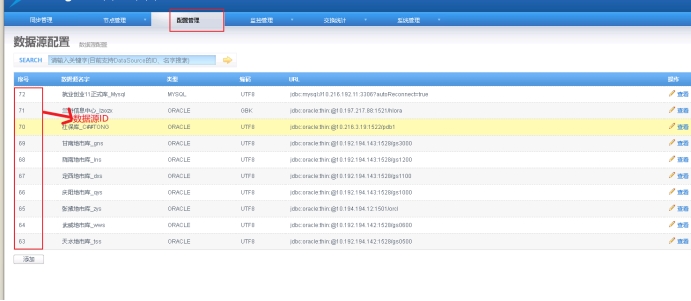 同步管理 节点管理 配置管理 监控管理 交换统计 系统管理
数据源配置 数据源配置
SEARCH 请输入关键字(目前支持DataSource的ID、名字搜索)
编号 数据源名字 类型 编码 URL 操作
72 就业创业11正式库_Mysql MYSQL UTF8 jdbc:mysql://10.216.192.11:3306?autoReconnect=true 查看
71 信息中心_lzxxzx ORACLE GBK jdbc:oracle:thin:@10.197.217.88:1521/hlora 查看
数据源ID
70 社保库_C##TONG ORACLE UTF8 jdbc:oracle:thin:@10.216.3.19:1522/pdb1 查看
69 甘南地市库_gns ORACLE UTF8 jdbc:oracle:thin:@10.192.194.143:1528/gs3000 查看
68 陇南地市库_lns ORACLE UTF8 jdbc:oracle:thin:@10.192.194.143:1528/gs1200 查看
67 定西地市库_dxs ORACLE UTF8 jdbc:oracle:thin:@10.192.194.143:1528/gs1100 查看
66 庆阳地市库_qys ORACLE UTF8 jdbc:oracle:thin:@10.192.194.143:1528/gs1000 查看
65 张掖地市库_zys ORACLE UTF8 jdbc:oracle:thin:@10.194.194.12:1501/orcl 查看
64 武威地市库_wws ORACLE UTF8 jdbc:oracle:thin:@10.192.194.142:1528/gs0600 查看
63 天水地市库_tss ORACLE UTF8 jdbc:oracle:thin:@10.192.194.142:1528/gs0500 查看
添加